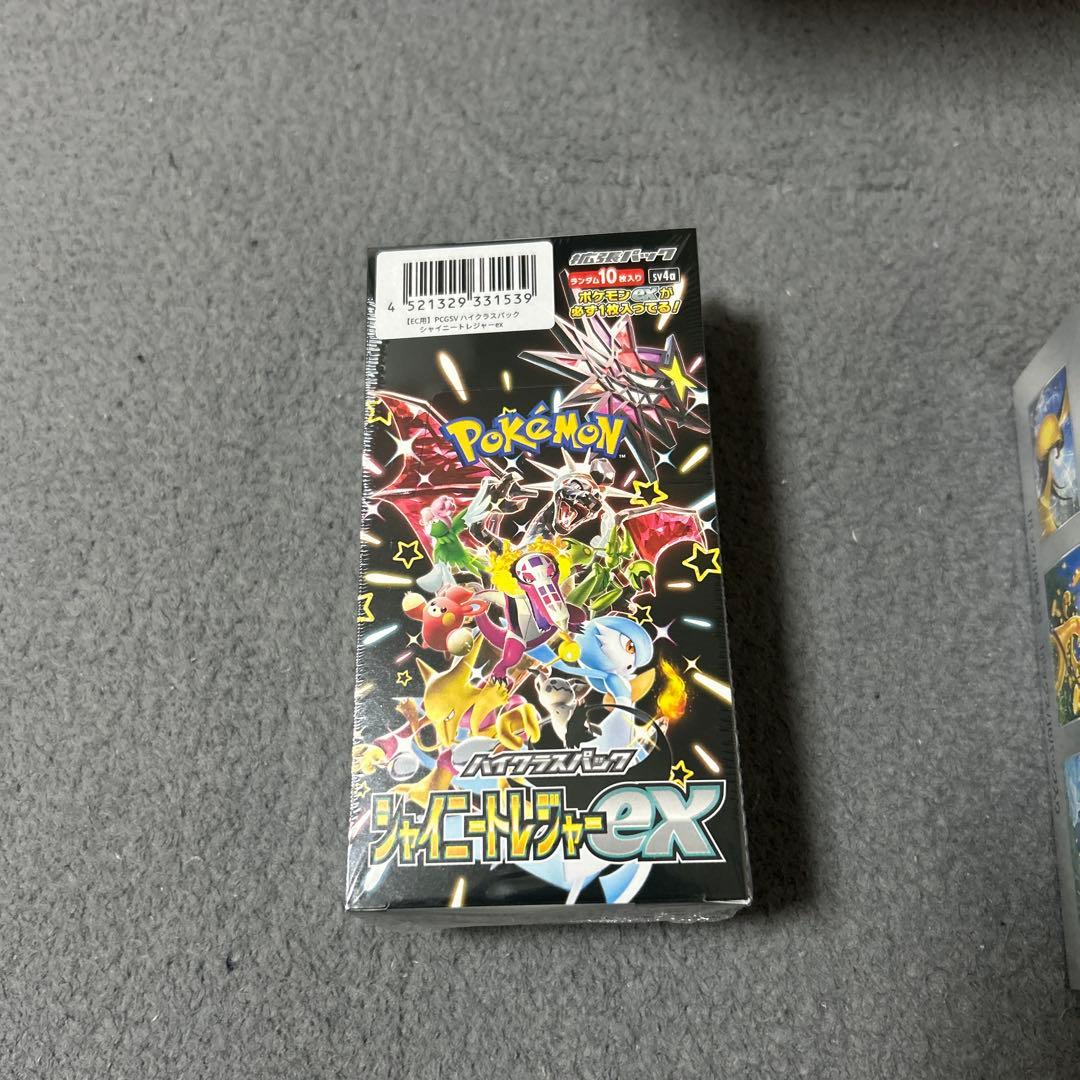 4 521329 331539
【EC用】PCGSV ハイクラスパック
シャイニートレジャーex
拡張パック
ランダム10枚入り
SV4a
ポケモンexが
必ず1枚入ってる!
POKÉMON
TM
ハイクラスパック
シャイニートレジャーex